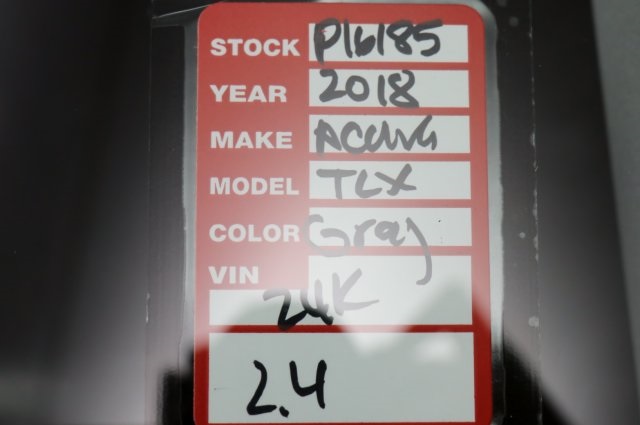 STOCK P16185
YEAR 2018
MAKE Acura
MODEL TLX
COLOR Gray
VIN
24K
2.4